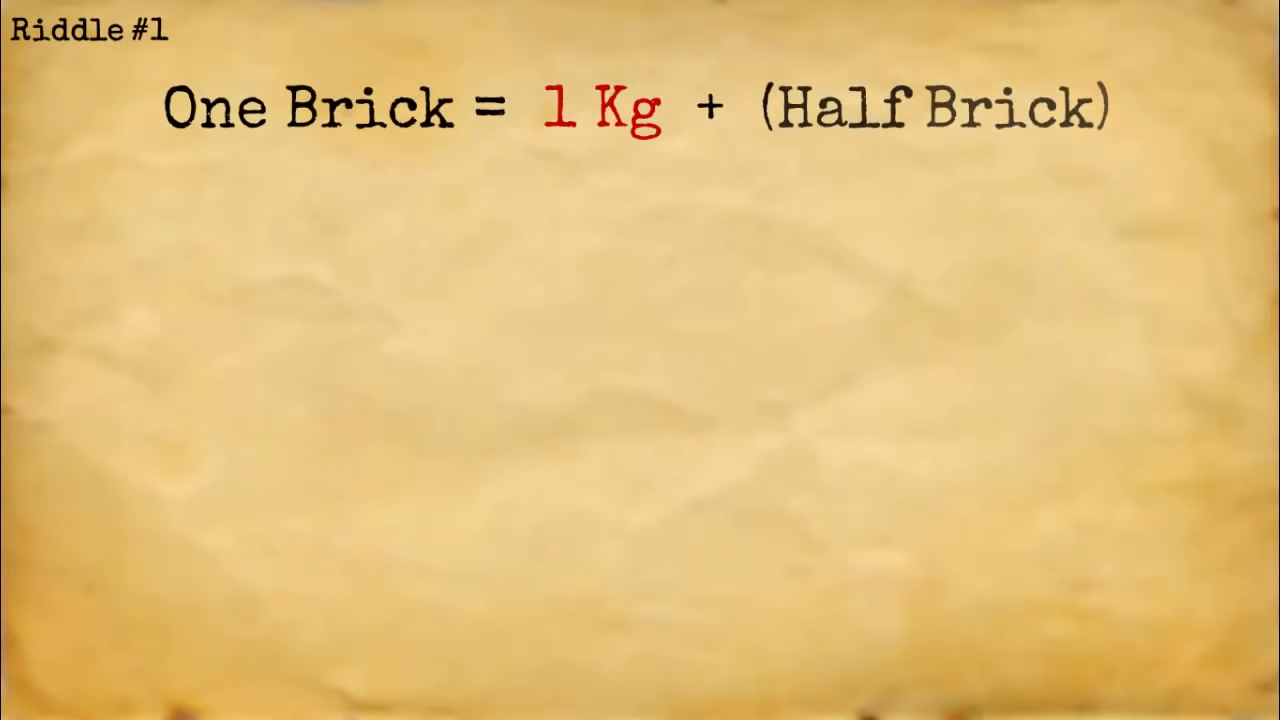 Riddle #1
One Brick = 1 Kg + (Half Brick)